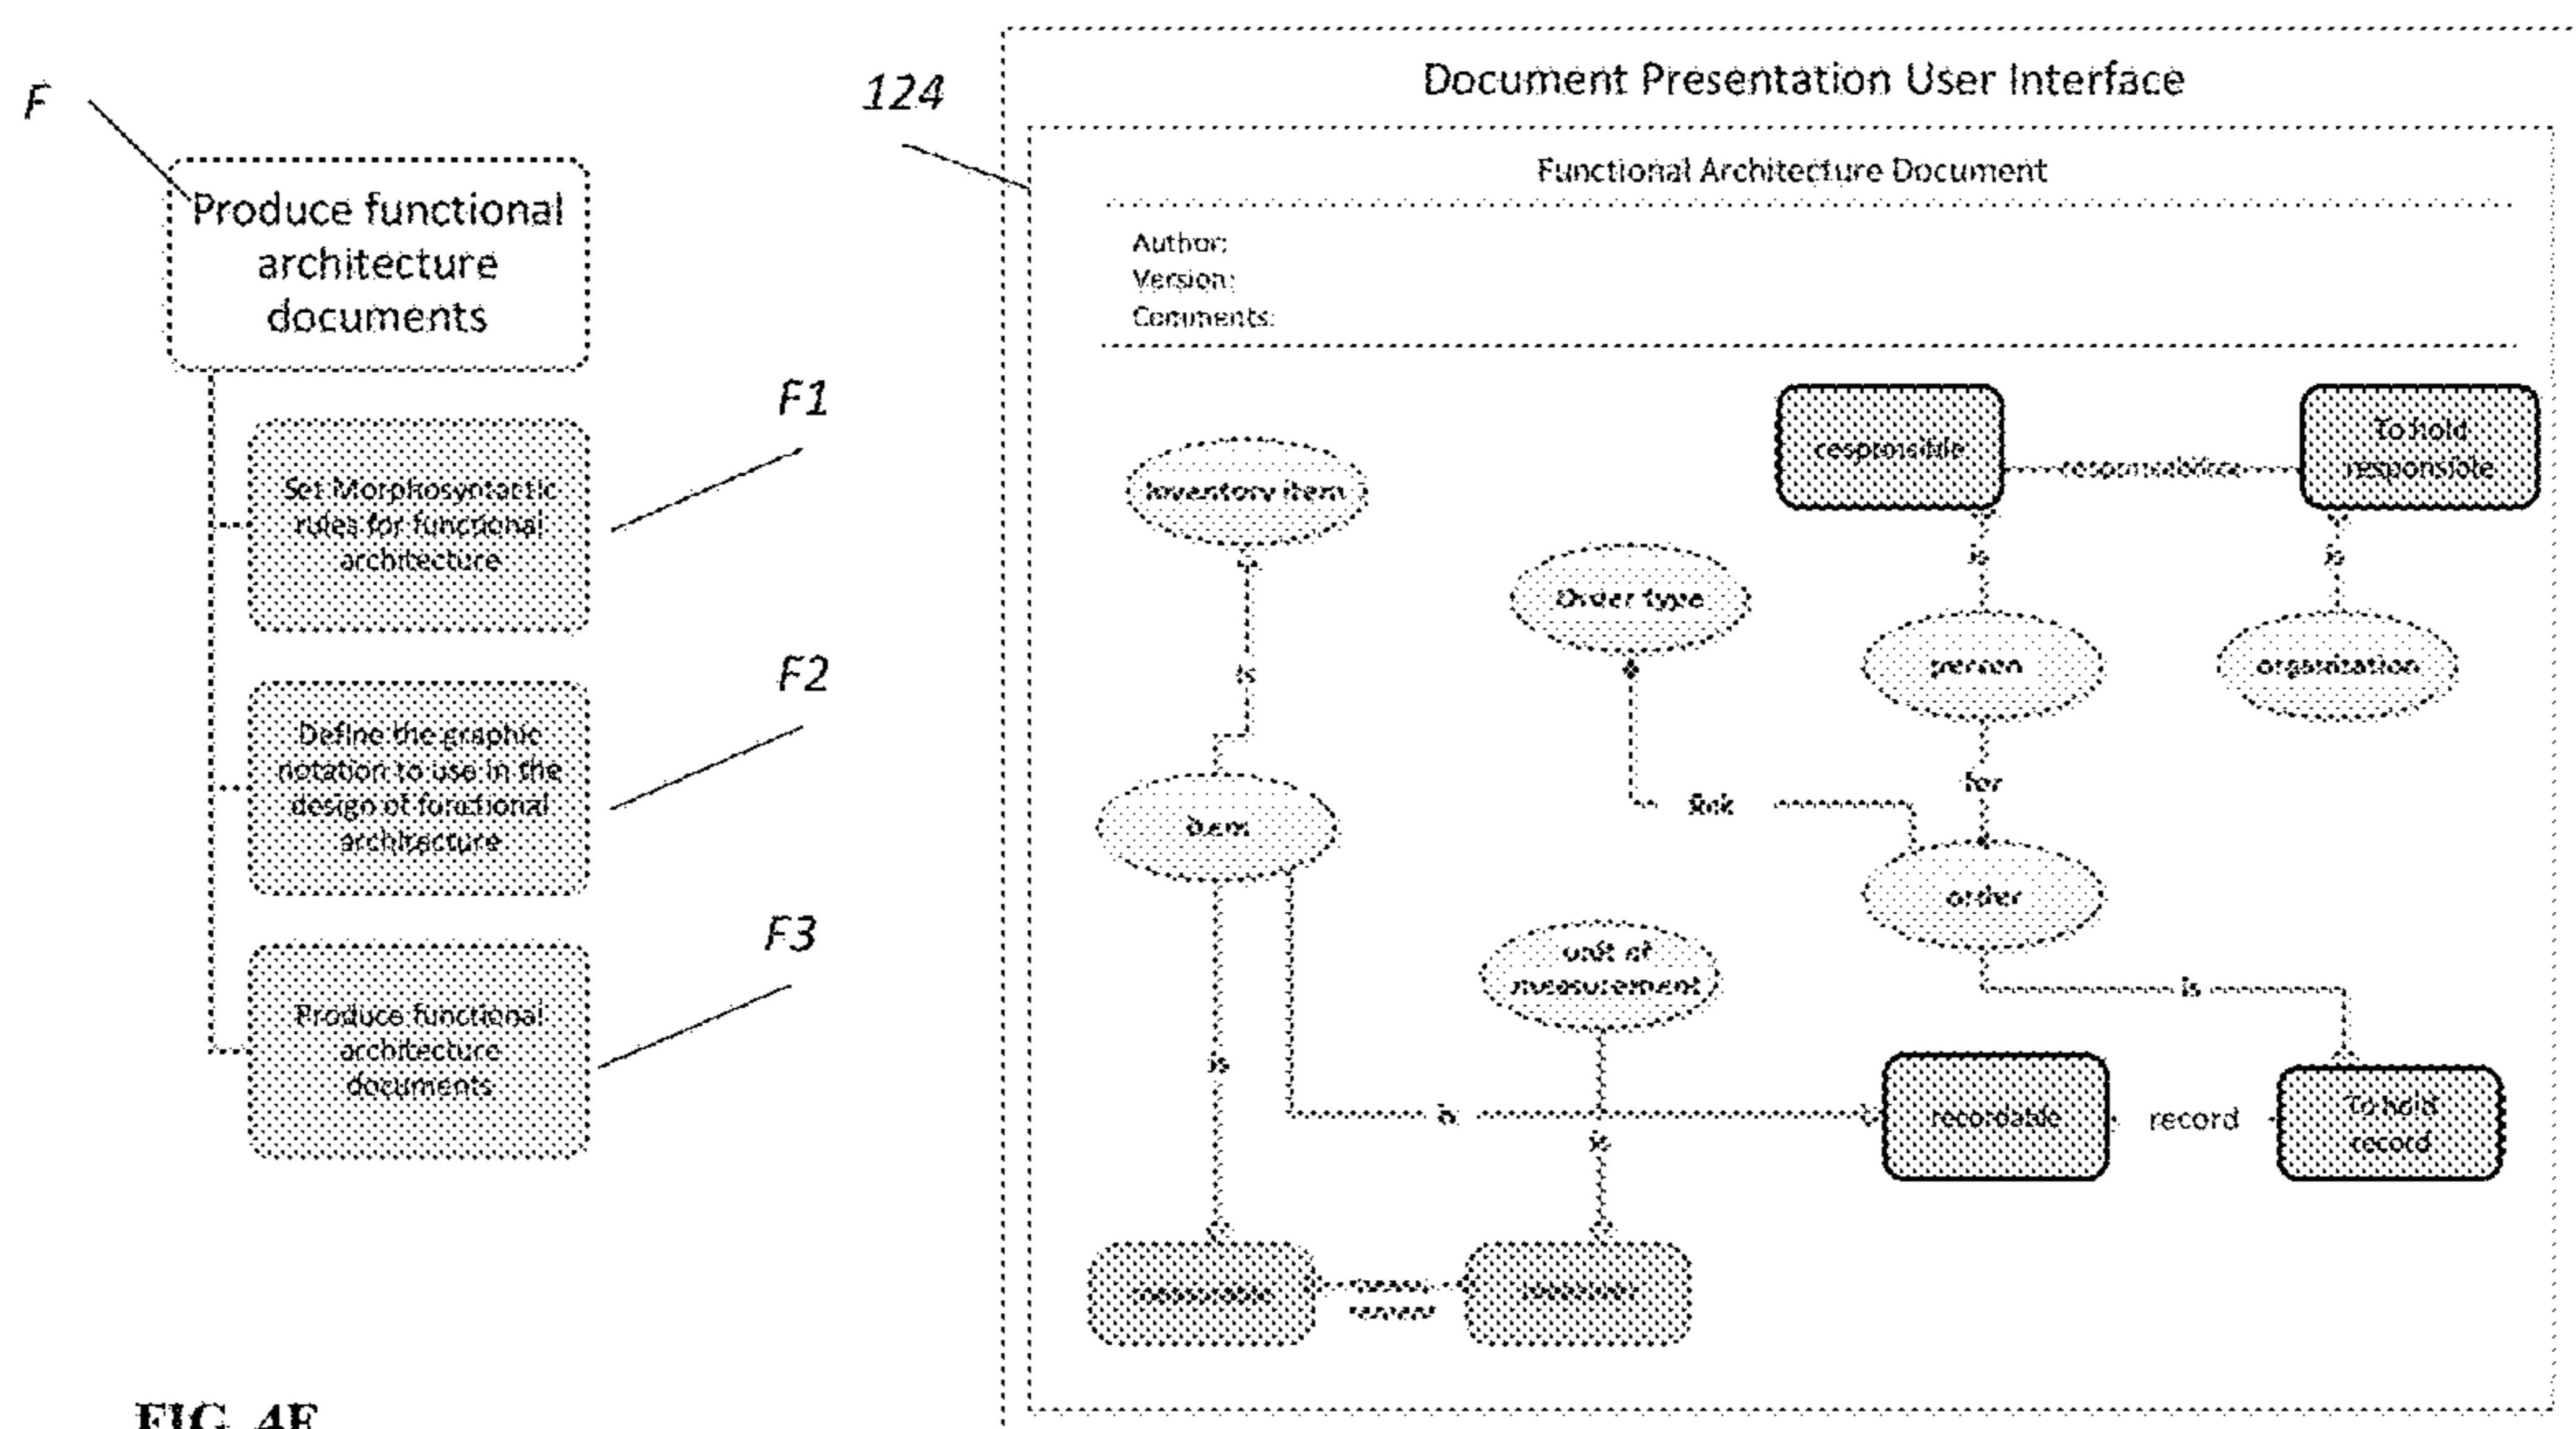 F
Produce functional
architecture
documents
F1
Set Morphosyntactic
rules for functional
architecture
F2
Define the graphic
notation to use in the
design of functional
architecture
F3
Produce functional
architecture
documents
124
Document Presentation User Interface
Functional Architecture Document
Author:
Version:
Comments:
responsible
To hold
responsible
Inventory item
is
is
Order type
person
organization
is
for
link
item
order
unit of
measurement
is
is
is
recordable
record
To hold
record
is